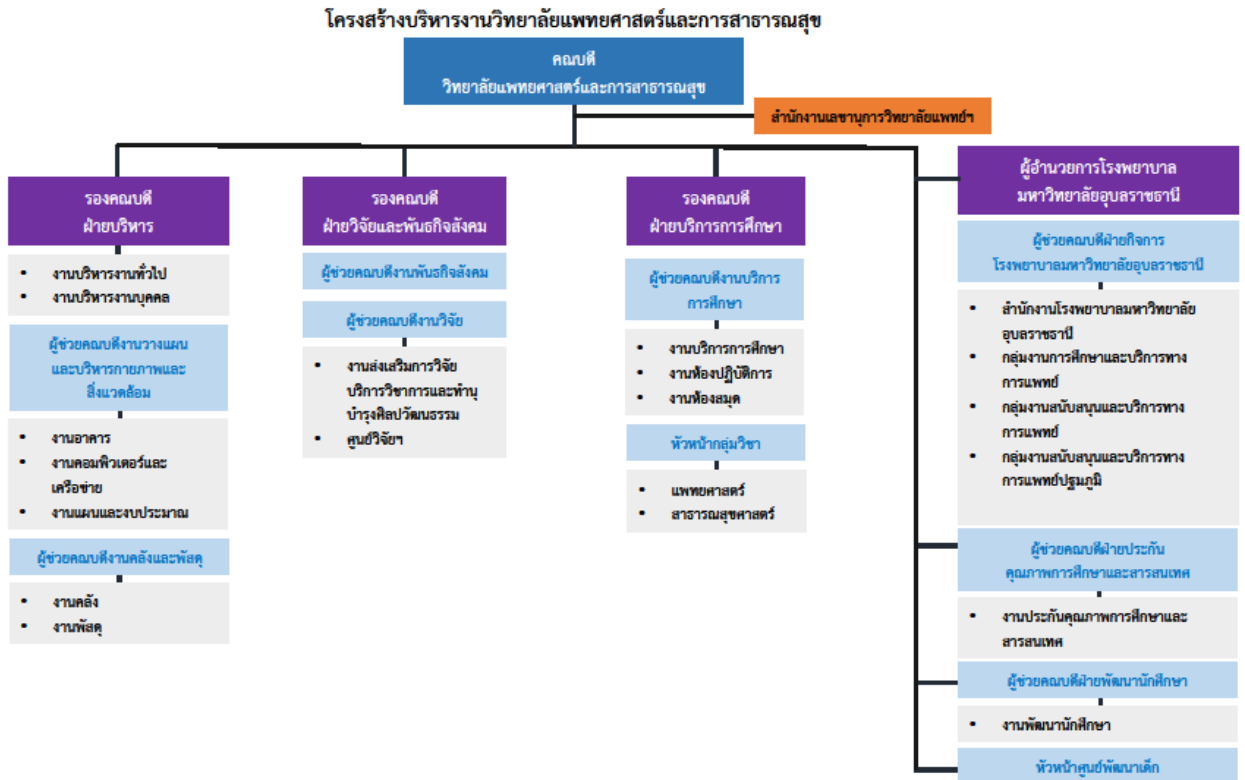 โครงสร้างบริหารงานวิทยาลัยแพทยศาสตร์และการสาธารณสุข
คณบดี
วิทยาลัยแพทยศาสตร์และการสาธารณสุข
สำนักงานเลขานุการวิทยาลัยแพทย์ฯ
รองคณบดี
ฝ่ายบริหาร
• งานบริหารงานทั่วไป
• งานบริหารงานบุคคล
ผู้ช่วยคณบดีงานวางแผน
และบริหารกายภาพและ
สิ่งแวดล้อม
• งานอาคาร
• งานคอมพิวเตอร์และ
เครือข่าย
• งานแผนและงบประมาณ
ผู้ช่วยคณบดีงานคลังและพัสดุ
• งานคลัง
• งานพัสดุ
รองคณบดี
ฝ่ายวิจัยและพันธกิจสังคม
ผู้ช่วยคณบดีงานพันธกิจสังคม
ผู้ช่วยคณบดีงานวิจัย
• งานส่งเสริมการวิจัย
บริการวิชาการและทำนุ
บำรุงศิลปวัฒนธรรม
• ศูนย์วิจัยฯ
รองคณบดี
ฝ่ายบริการการศึกษา
ผู้ช่วยคณบดีงานบริการ
การศึกษา
• งานบริการการศึกษา
• งานห้องปฏิบัติการ
• งานห้องสมุด
หัวหน้ากลุ่มวิชา
• แพทยศาสตร์
• สาธารณสุขศาสตร์
ผู้อำนวยการโรงพยาบาล
มหาวิทยาลัยอุบลราชธานี
ผู้ช่วยคณบดีฝ่ายกิจการ
โรงพยาบาลมหาวิทยาลัยอุบลราชธานี
• สำนักงานโรงพยาบาลมหาวิทยาลัย
อุบลราชธานี
• กลุ่มงานการศึกษาและบริการทาง
การแพทย์
• กลุ่มงานสนับสนุนและบริการทาง
การแพทย์
• กลุ่มงานสนับสนุนและบริการทาง
การแพทย์ปฐมภูมิ
ผู้ช่วยคณบดีฝ่ายประกัน
คุณภาพการศึกษาและสารสนเทศ
• งานประกันคุณภาพการศึกษาและ
สารสนเทศ
ผู้ช่วยคณบดีฝ่ายพัฒนานักศึกษา
• งานพัฒนานักศึกษา
หัวหน้าศูนย์พัฒนาเด็ก